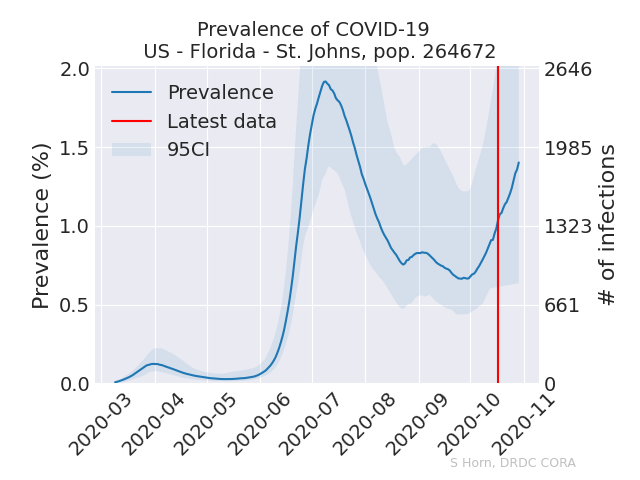 Prevalence of COVID-19
US - Florida - St. Johns, pop. 264672
Prevalence
Latest data
95CI
Prevalence (%)
2.0
1.5
1.0
0.5
0.0
2646
1985
1323
661
0
# of infections
2020-03
2020-04
2020-05
2020-06
2020-07
2020-08
2020-09
2020-10
2020-11
S Horn, DRDC CORA